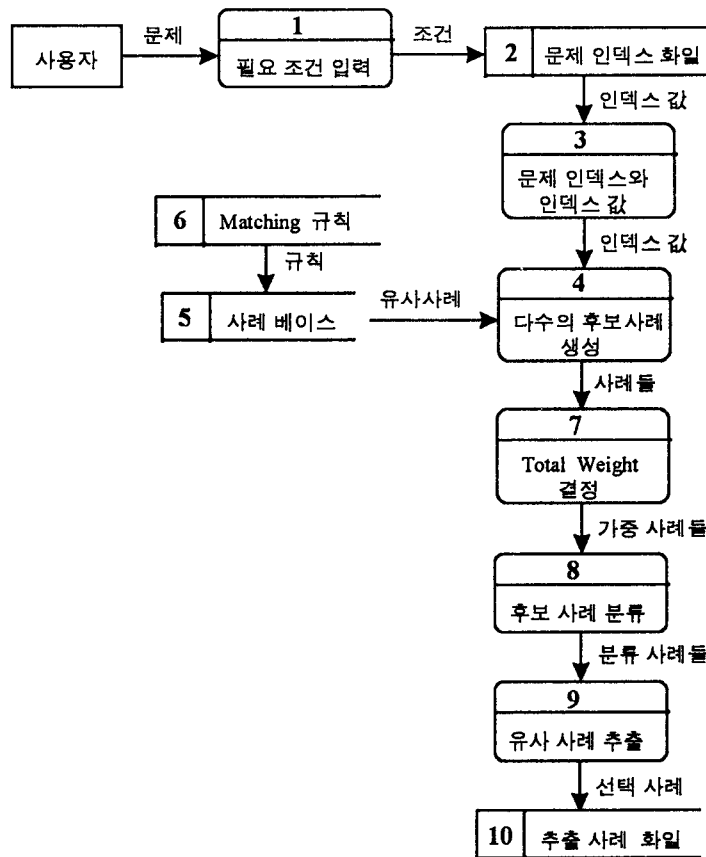 사용자
문제
1
필요 조건 입력
조건
2 문제 인덱스 화일
인덱스 값
3
문제 인덱스와
인덱스 값
인덱스 값
6 Matching 규칙
규칙
5 사례 베이스
유사사례
4
다수의 후보사례
생성
사례들
7
Total Weight
결정
가중 사례들
8
후보 사례 분류
분류 사례들
9
유사 사례 추출
선택 사례
10 추출 사례 화일